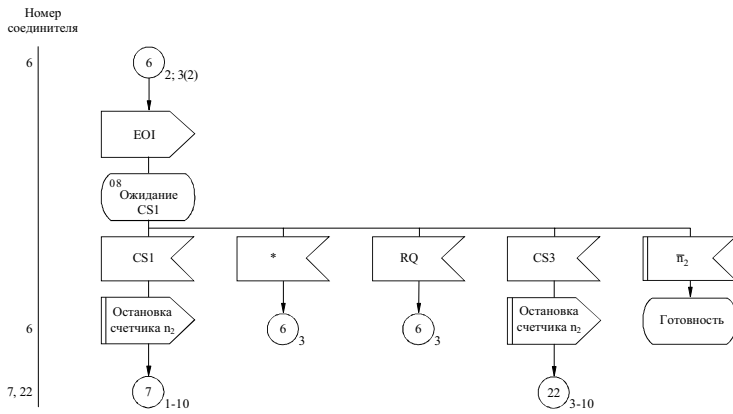 Номер
соединителя
6
6
2; 3(2)
EOI
08
Ожидание
CS1
CS1
*
RQ
CS3
n̅₂
Остановка
счетчика n₂
Остановка
счетчика n₂
Готовность
6
6
3
6
3
7, 22
7
1-10
22
3-10